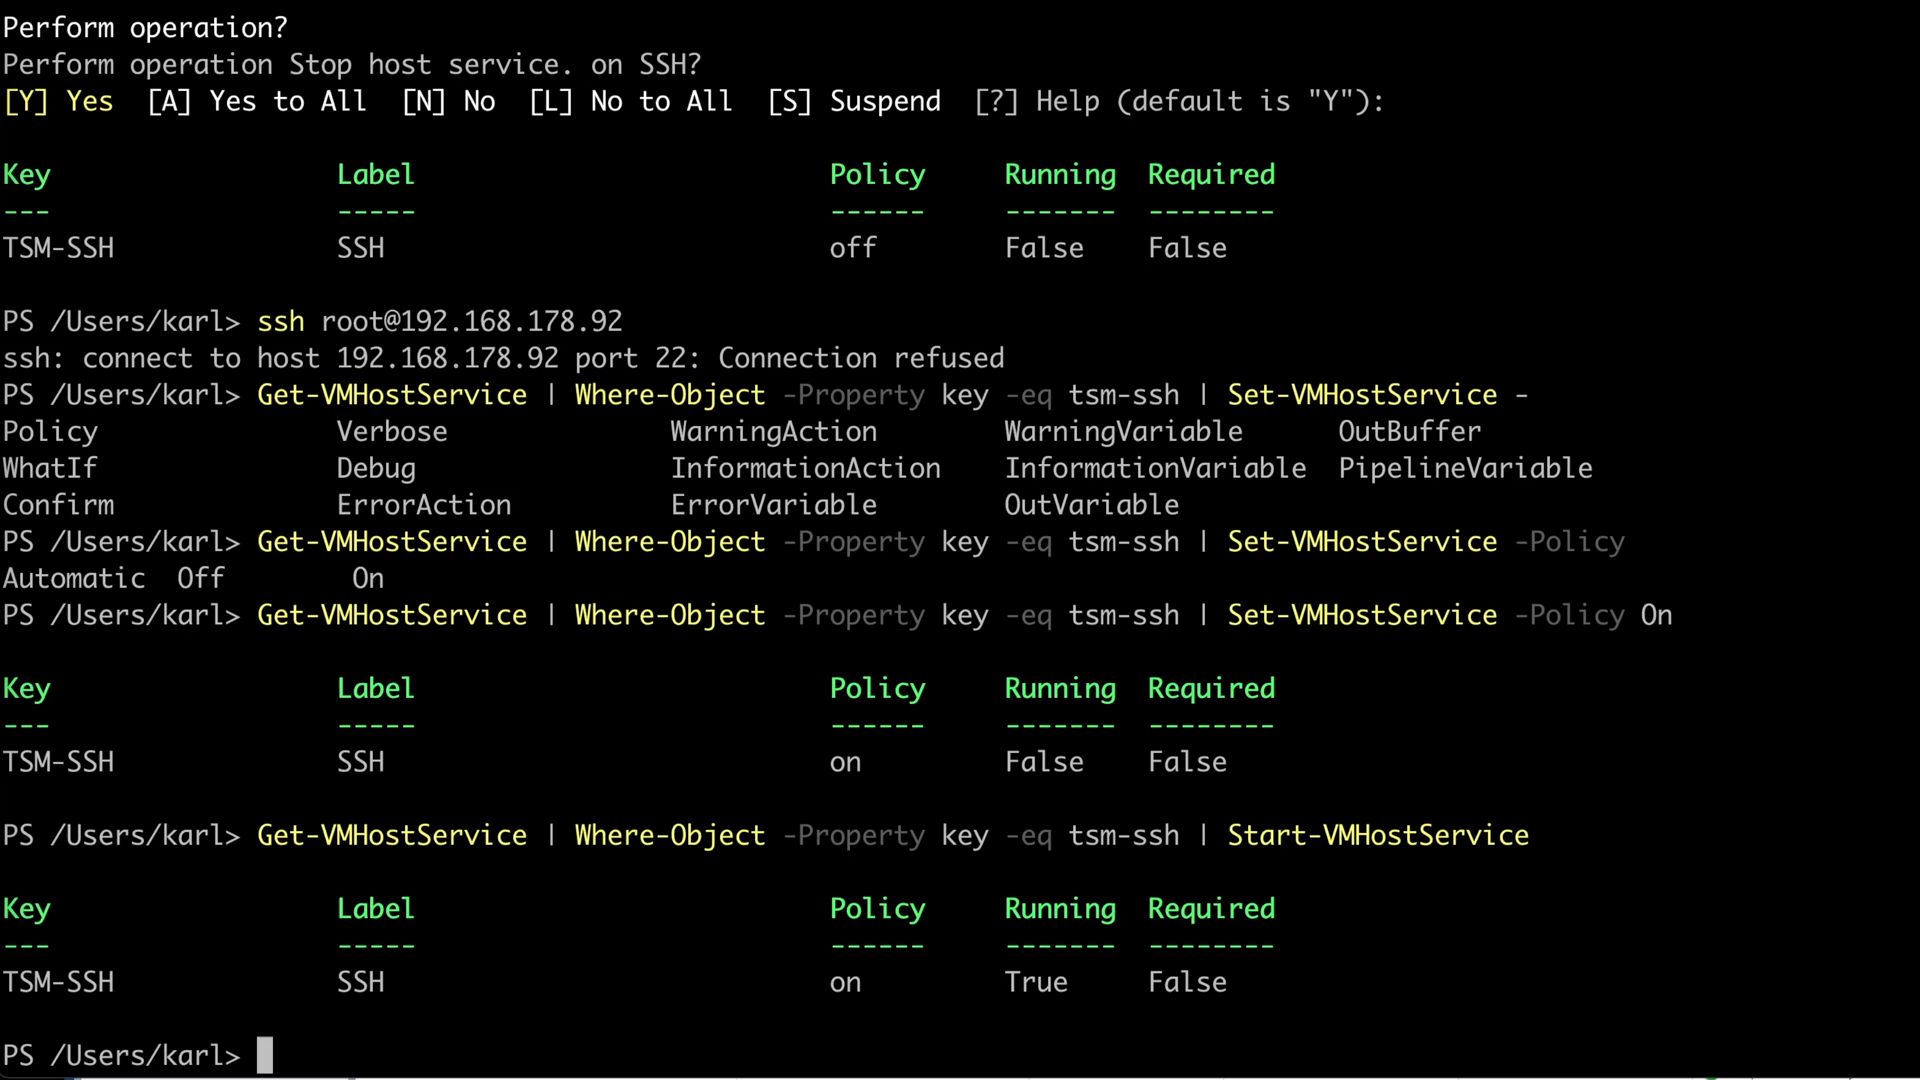 Perform operation?
Perform operation Stop host service. on SSH?
[Y] Yes  [A] Yes to All  [N] No  [L] No to All  [S] Suspend  [?] Help (default is "Y"):
Key                  Label                          Policy     Running  Required
---                  -----                          ------     -------  --------
TSM-SSH              SSH                            off        False    False
PS /Users/karl> ssh root@192.168.178.92
ssh: connect to host 192.168.178.92 port 22: Connection refused
PS /Users/karl> Get-VMHostService | Where-Object -Property key -eq tsm-ssh | Set-VMHostService -
Policy               Verbose              WarningAction        WarningVariable      OutBuffer
WhatIf               Debug                InformationAction    InformationVariable  PipelineVariable
Confirm              ErrorAction          ErrorVariable        OutVariable
PS /Users/karl> Get-VMHostService | Where-Object -Property key -eq tsm-ssh | Set-VMHostService -Policy
Automatic  Off        On
PS /Users/karl> Get-VMHostService | Where-Object -Property key -eq tsm-ssh | Set-VMHostService -Policy On
Key                  Label                          Policy     Running  Required
---                  -----                          ------     -------  --------
TSM-SSH              SSH                            on         False    False
PS /Users/karl> Get-VMHostService | Where-Object -Property key -eq tsm-ssh | Start-VMHostService
Key                  Label                          Policy     Running  Required
---                  -----                          ------     -------  --------
TSM-SSH              SSH                            on         True     False
PS /Users/karl>